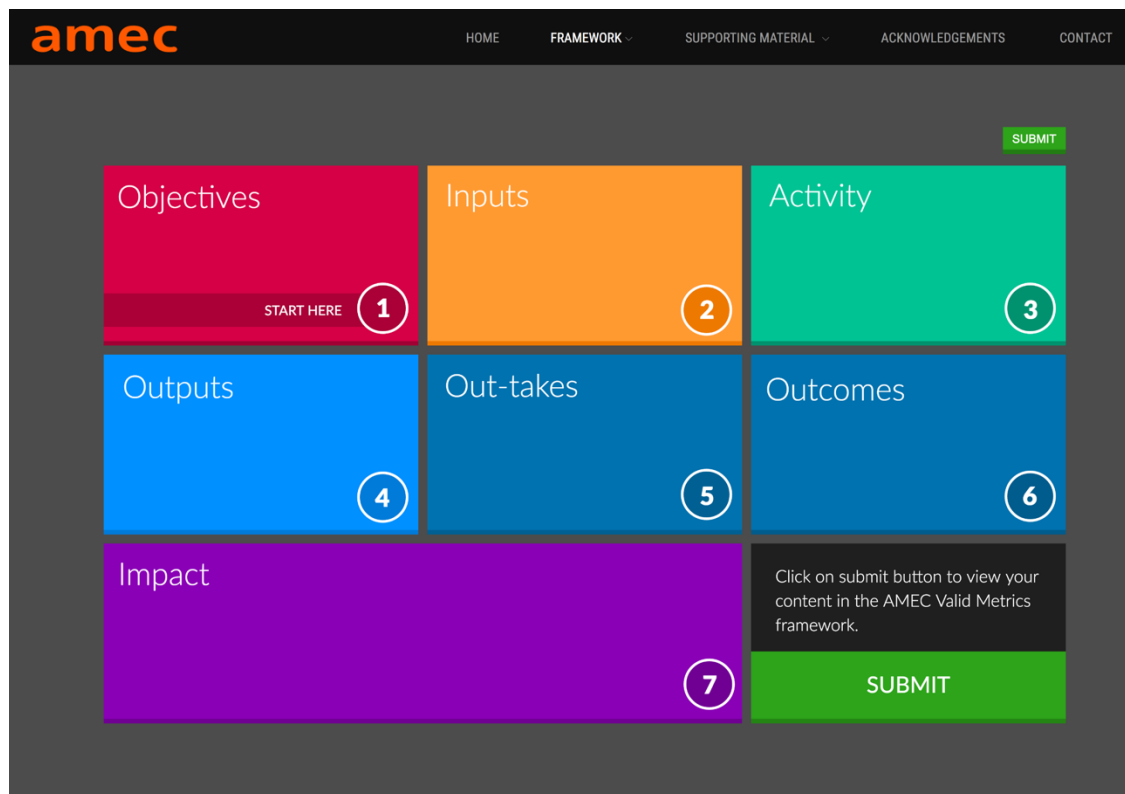 amec
HOME FRAMEWORK SUPPORTING MATERIAL ACKNOWLEDGEMENTS CONTACT
SUBMIT
Objectives
START HERE 1
Inputs
2
Activity
3
Outputs
4
Out-takes
5
Outcomes
6
Impact
7
Click on submit button to view your
content in the AMEC Valid Metrics
framework.
SUBMIT